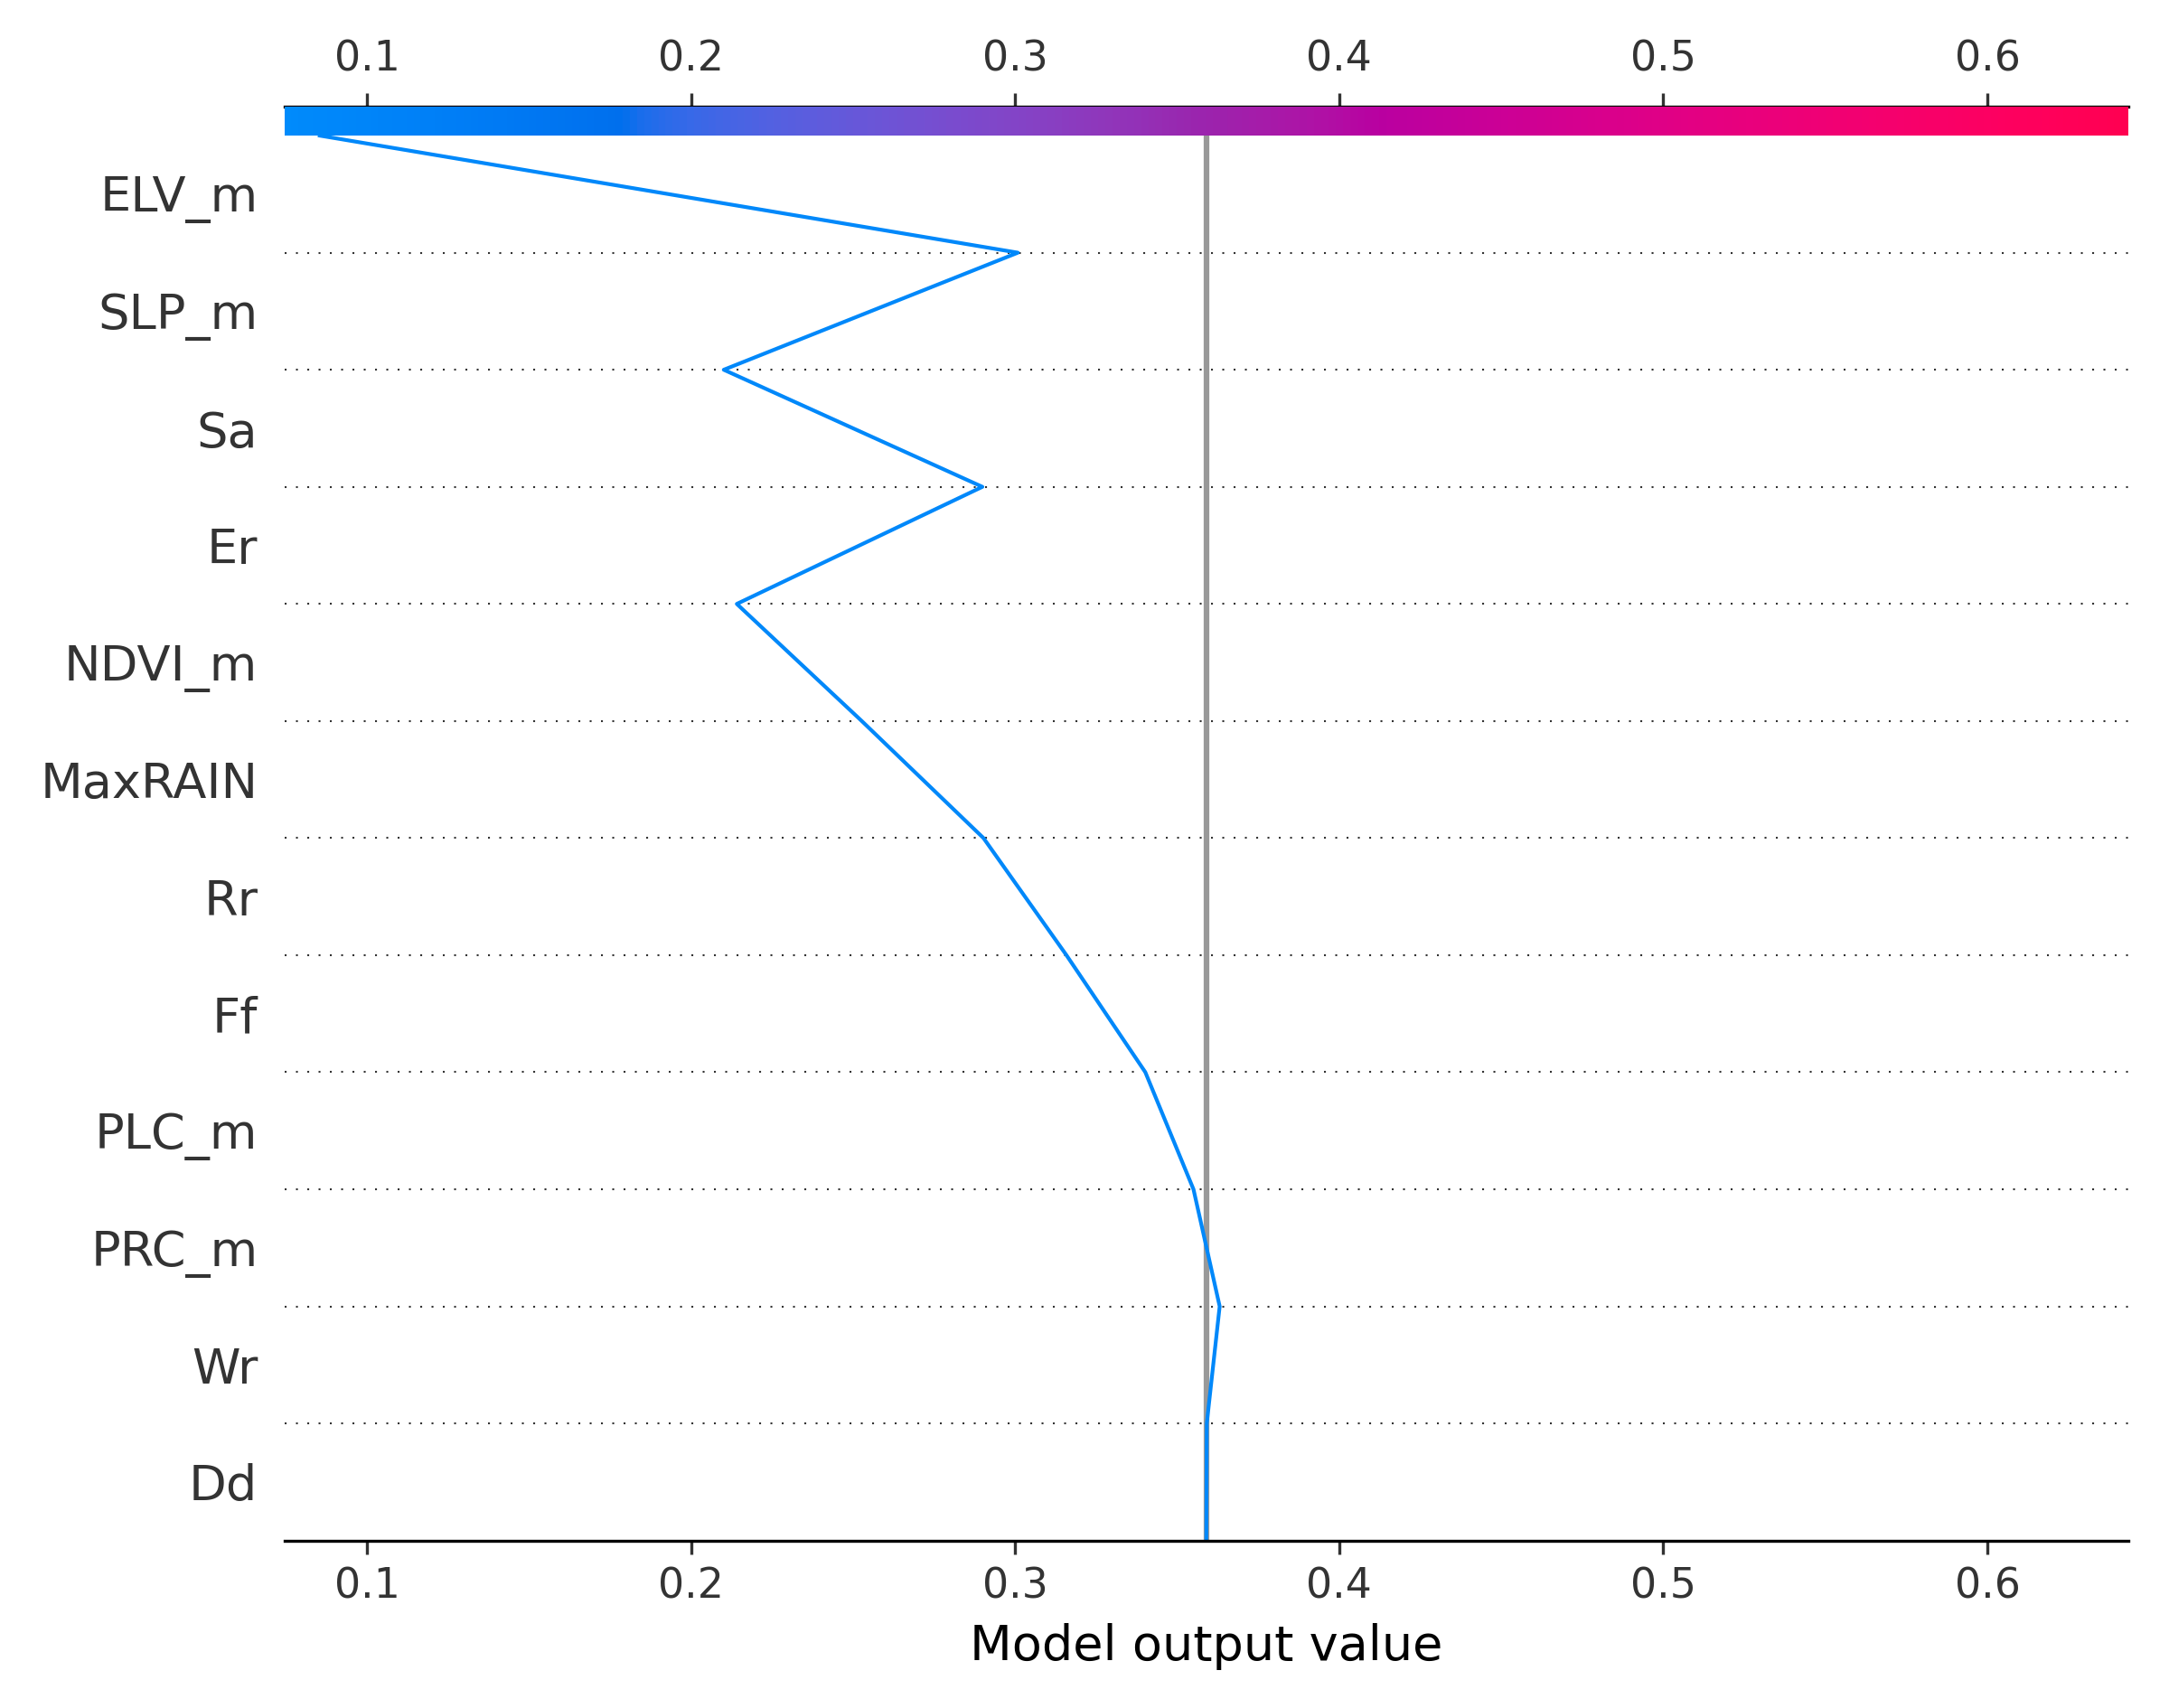 0.1 0.2 0.3 0.4 0.5 0.6
ELV_m
SLP_m
Sa
Er
NDVI_m
MaxRAIN
Rr
Ff
PLC_m
PRC_m
Wr
Dd
0.1 0.2 0.3 0.4 0.5 0.6
Model output value